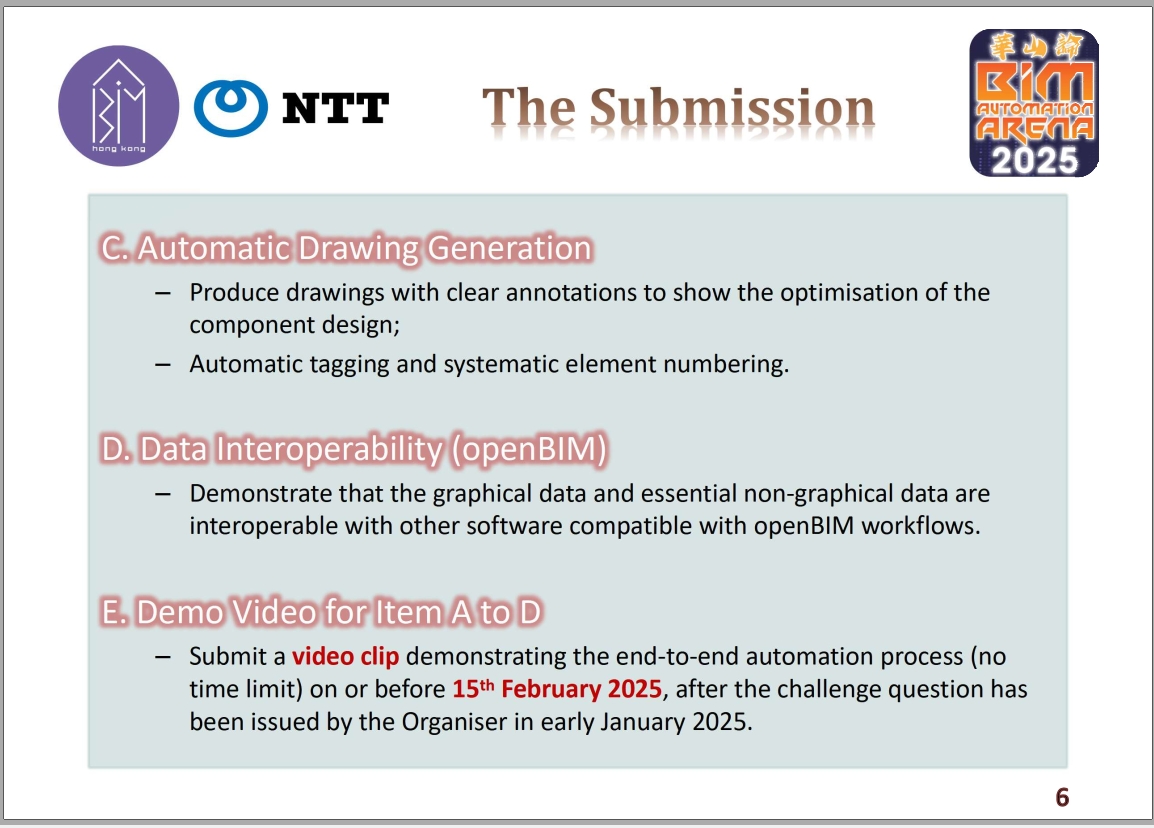 BIM
hong kong
NTT
The Submission
華山論
BIM
AUTOMATION
ARENA
2025
C. Automatic Drawing Generation
– Produce drawings with clear annotations to show the optimisation of the
component design;
– Automatic tagging and systematic element numbering.
D. Data Interoperability (openBIM)
– Demonstrate that the graphical data and essential non-graphical data are
interoperable with other software compatible with openBIM workflows.
E. Demo Video for Item A to D
– Submit a video clip demonstrating the end-to-end automation process (no
time limit) on or before 15th February 2025, after the challenge question has
been issued by the Organiser in early January 2025.
6